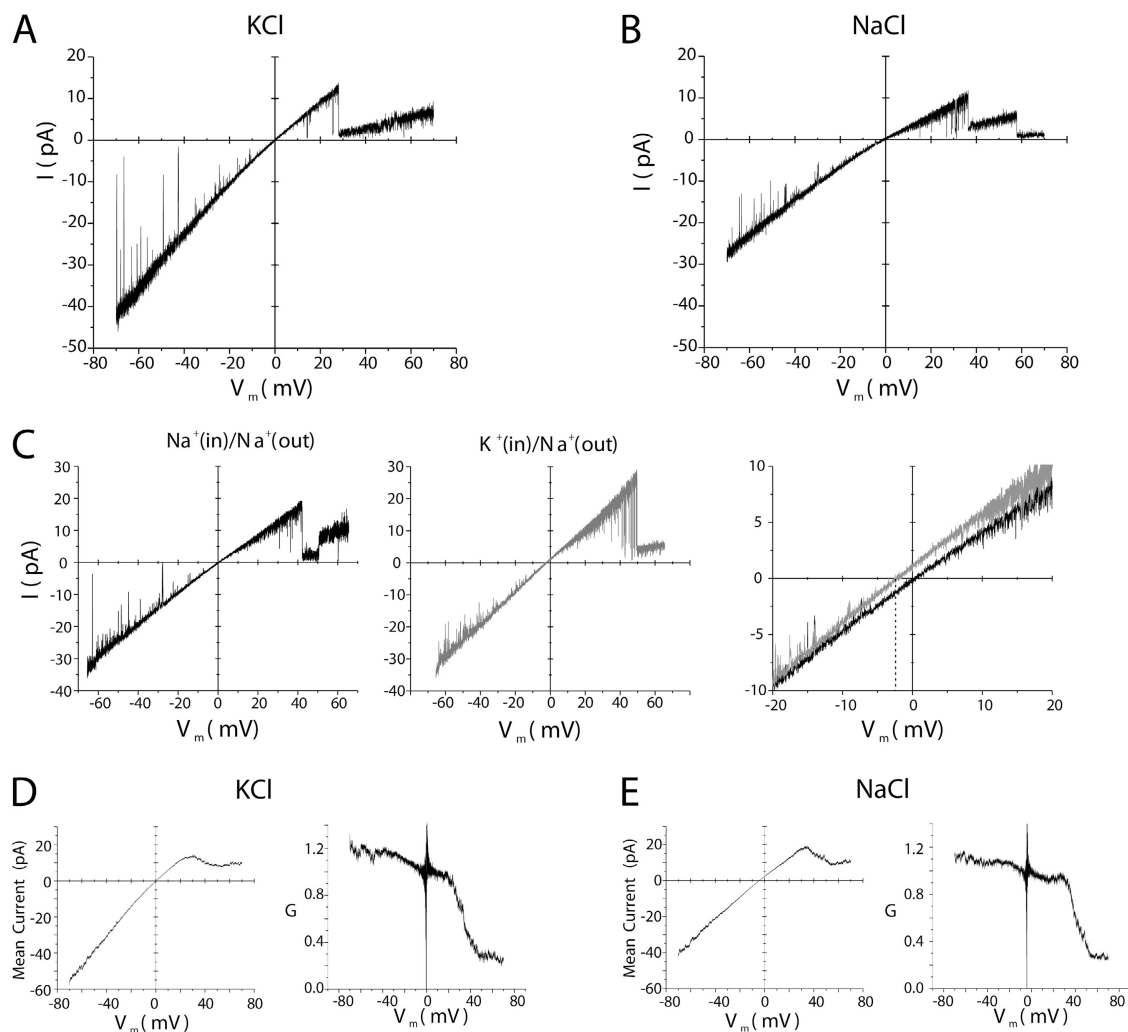 A
KCl
I ( pA)
20
10
0
-10
-20
-30
-40
-50
-80 -60 -40 -20 0 20 40 60 80
V m ( mV)
B
NaCl
I ( pA)
20
10
0
-10
-20
-30
-40
-50
-80 -60 -40 -20 0 20 40 60 80
V m ( mV)
C
Na+(in)/Na+(out)
I ( pA)
30
20
10
0
-10
-20
-30
-40
-60 -40 -20 0 20 40 60
V m ( mV)
K+(in)/Na+(out)
30
20
10
0
-10
-20
-30
-40
-60 -40 -20 0 20 40 60
V m ( mV)
10
5
0
-5
-10
-20 -10 0 10 20
V m ( mV)
D
KCl
Mean Current (pA)
20
0
-20
-40
-60
-80 -40 0 40 80
V m ( mV)
G
1.2
0.8
0.4
0.0
-80 -40 0 40 80
V m ( mV)
E
NaCl
Mean Current (pA)
20
0
-20
-40
-60
-80 -40 0 40 80
V m ( mV)
G
1.2
0.8
0.4
0.0
-80 -40 0 40 80
V m ( mV)